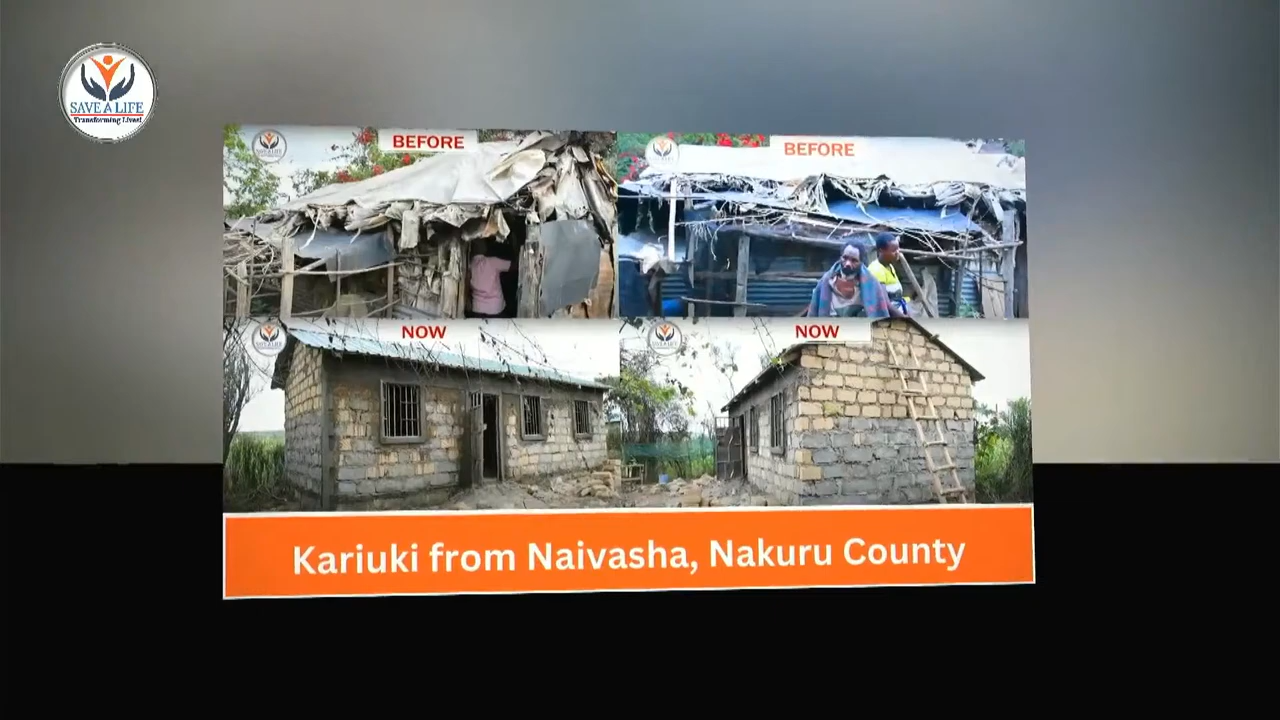 SAVE A LIFE
Transforming Lives!
BEFORE
BEFORE
NOW
NOW
Kariuki from Naivasha, Nakuru County